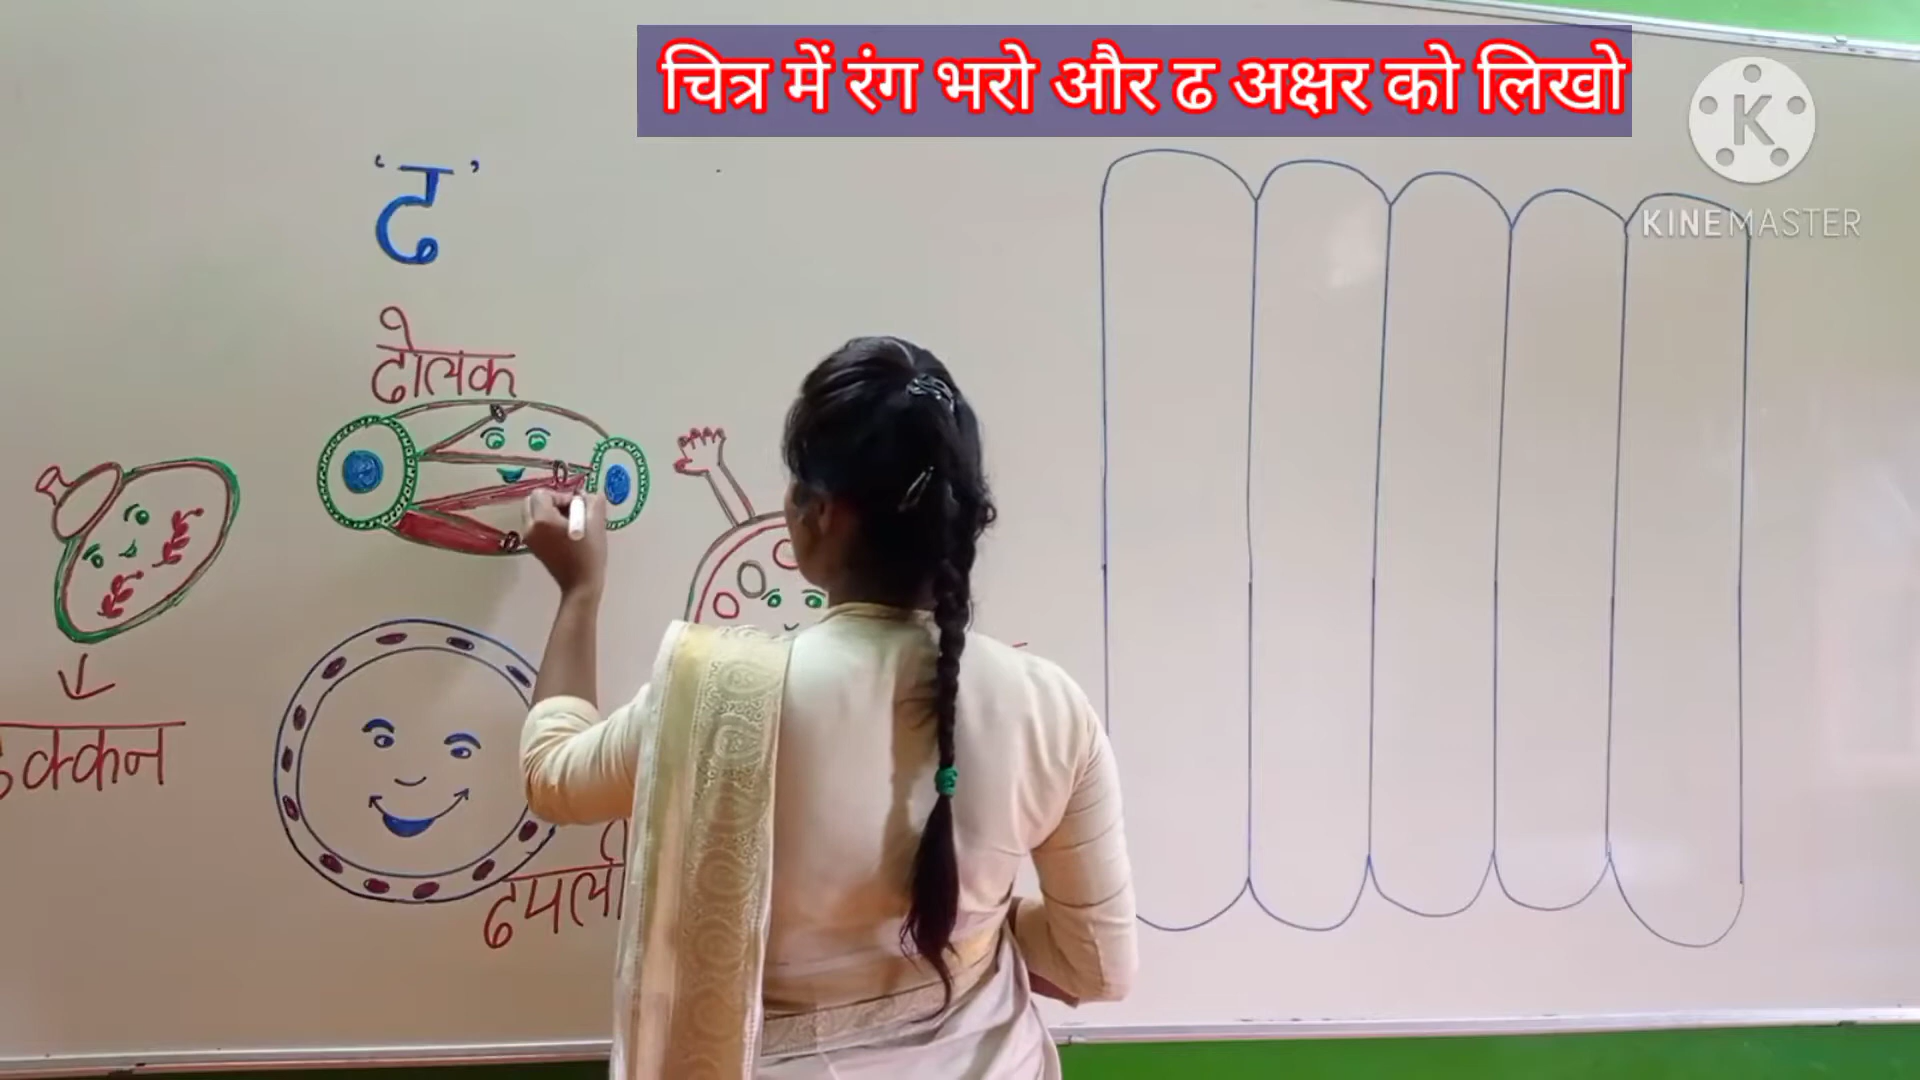 चित्र में रंग भरो और ढ अक्षर को लिखो
KINEMASTER
'ढ'
ढोलक
ढक्कन
ढपली